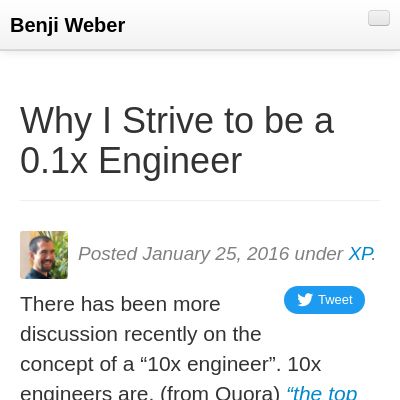 Benji Weber
Why I Strive to be a
0.1x Engineer
Posted January 25, 2016 under XP.
Tweet
There has been more
discussion recently on the
concept of a “10x engineer”. 10x
engineers are, (from Quora) “the top